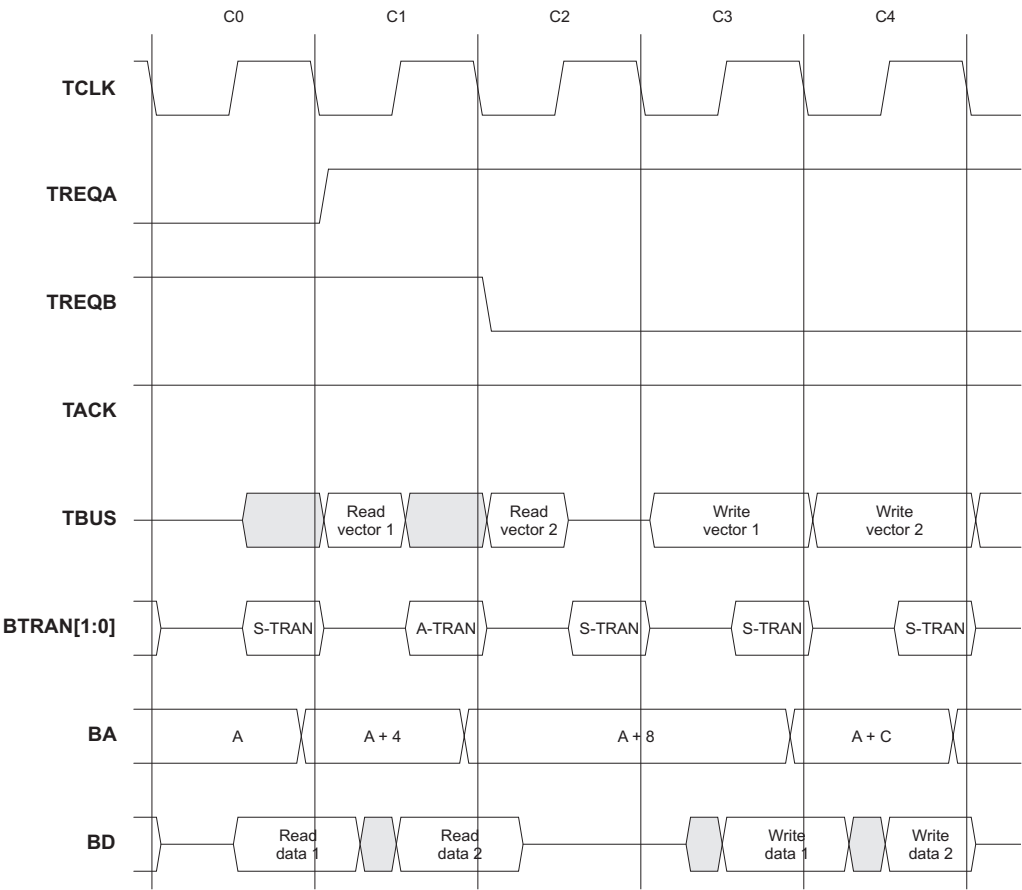 C0 C1 C2 C3 C4
TCLK
TREQA
TREQB
TACK
TBUS
Read
vector 1
Read
vector 2
Write
vector 1
Write
vector 2
BTRAN[1:0]
S-TRAN A-TRAN S-TRAN S-TRAN S-TRAN
BA
A A + 4 A + 8 A + C
BD
Read
data 1
Read
data 2
Write
data 1
Write
data 2